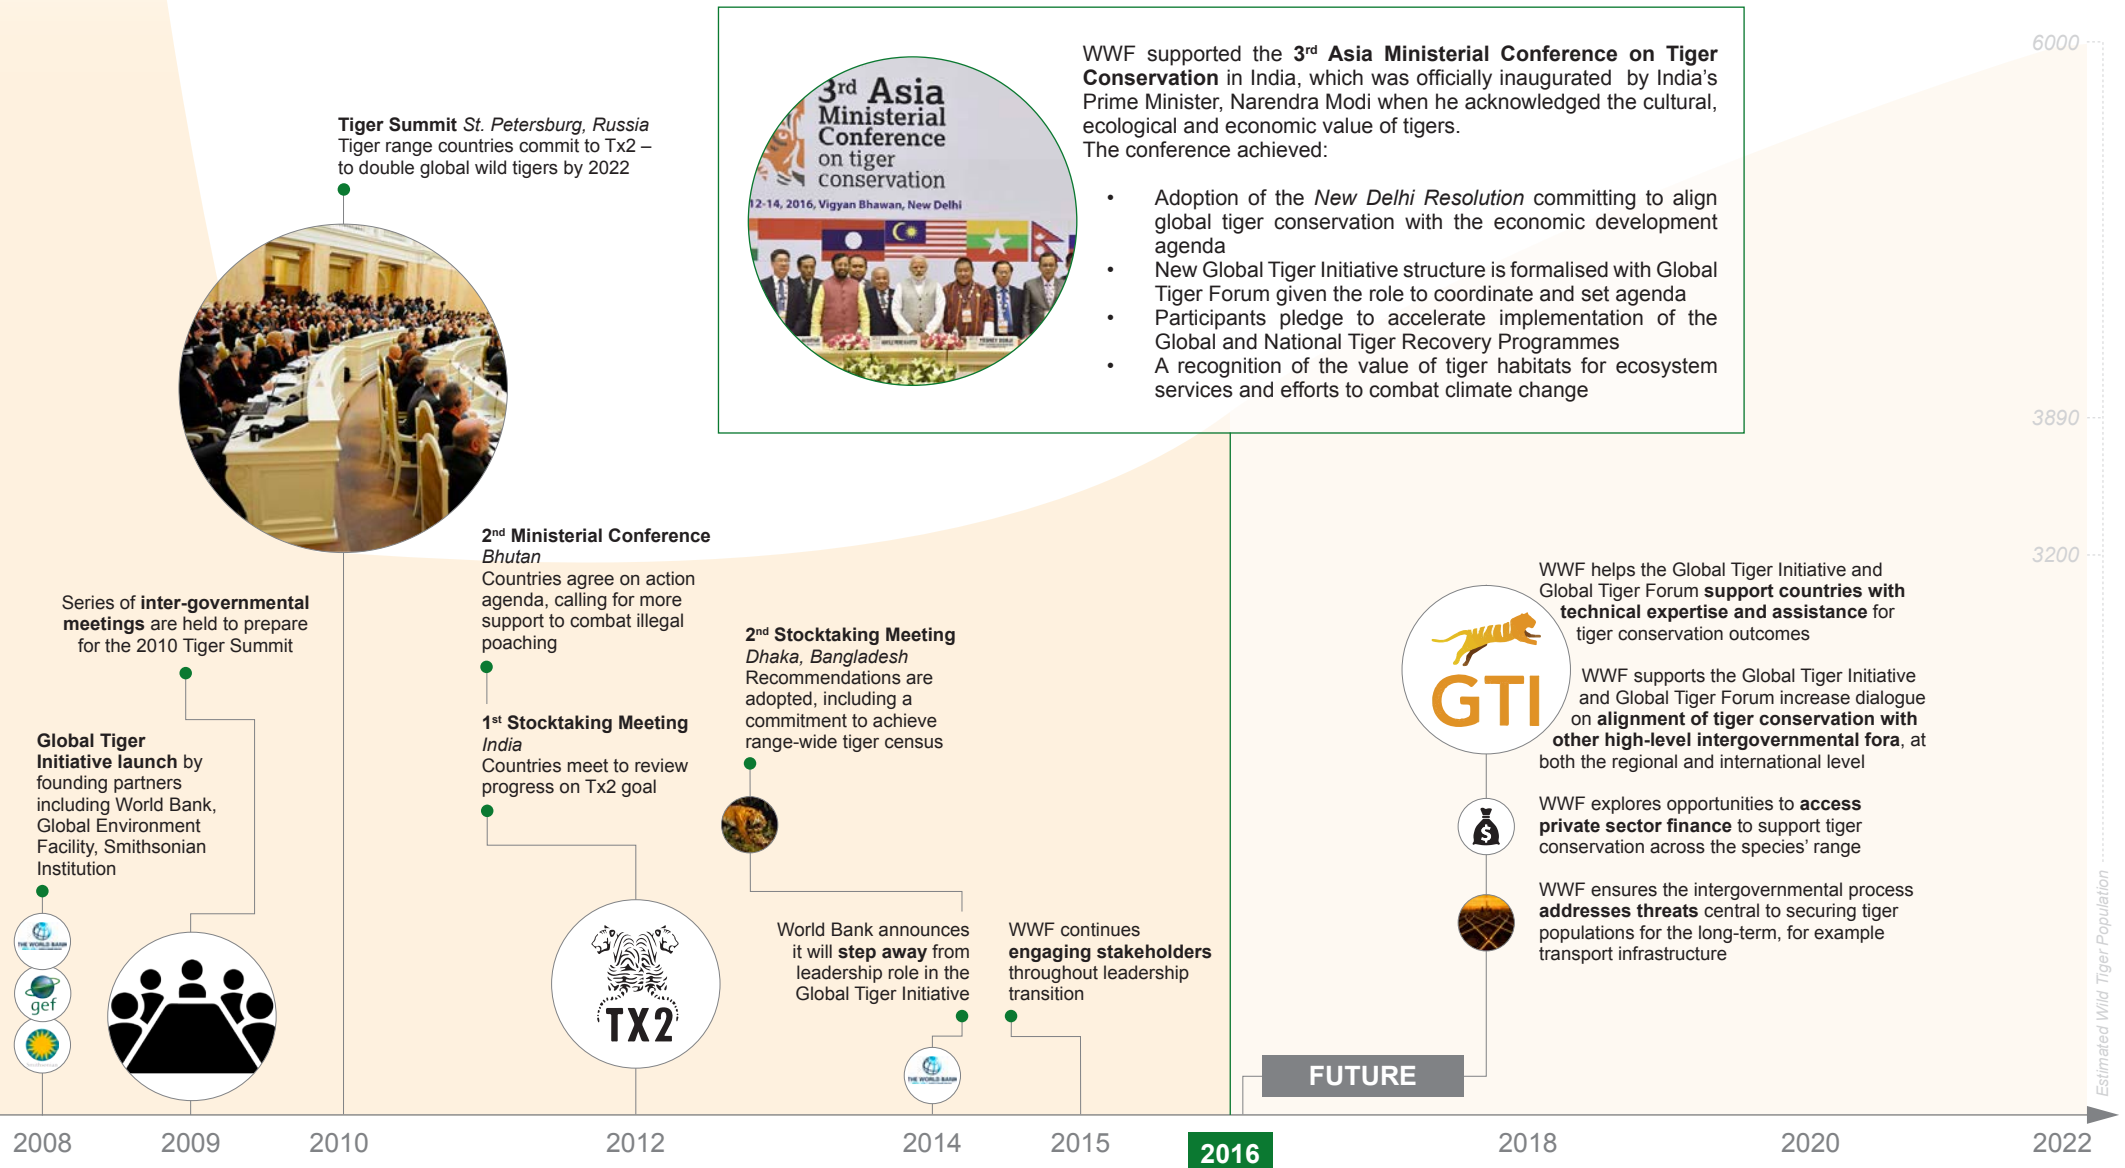 6000
3890
3200
Estimated Wild Tiger Population
WWF supported the 3rd Asia Ministerial Conference on Tiger
Conservation in India, which was officially inaugurated by India's
Prime Minister, Narendra Modi when he acknowledged the cultural,
ecological and economic value of tigers.
The conference achieved:
• Adoption of the New Delhi Resolution committing to align
global tiger conservation with the economic development
agenda
• New Global Tiger Initiative structure is formalised with Global
Tiger Forum given the role to coordinate and set agenda
• Participants pledge to accelerate implementation of the
Global and National Tiger Recovery Programmes
• A recognition of the value of tiger habitats for ecosystem
services and efforts to combat climate change
3rd Asia
Ministerial
Conference
on tiger
conservation
12-14, 2016, Vigyan Bhawan, New Delhi
Tiger Summit St. Petersburg, Russia
Tiger range countries commit to Tx2 –
to double global wild tigers by 2022
Series of inter-governmental
meetings are held to prepare
for the 2010 Tiger Summit
Global Tiger
Initiative launch by
founding partners
including World Bank,
Global Environment
Facility, Smithsonian
Institution
THE WORLD BANK
gef
Smithsonian
2nd Ministerial Conference
Bhutan
Countries agree on action
agenda, calling for more
support to combat illegal
poaching
1st Stocktaking Meeting
India
Countries meet to review
progress on Tx2 goal
TX2
2nd Stocktaking Meeting
Dhaka, Bangladesh
Recommendations are
adopted, including a
commitment to achieve
range-wide tiger census
World Bank announces
it will step away from
leadership role in the
Global Tiger Initiative
THE WORLD BANK
WWF continues
engaging stakeholders
throughout leadership
transition
GTI
WWF helps the Global Tiger Initiative and
Global Tiger Forum support countries with
technical expertise and assistance for
tiger conservation outcomes
WWF supports the Global Tiger Initiative
and Global Tiger Forum increase dialogue
on alignment of tiger conservation with
other high-level intergovernmental fora, at
both the regional and international level
$
WWF explores opportunities to access
private sector finance to support tiger
conservation across the species' range
WWF ensures the intergovernmental process
addresses threats central to securing tiger
populations for the long-term, for example
transport infrastructure
FUTURE
2008
2009
2010
2012
2014
2015
2016
2018
2020
2022